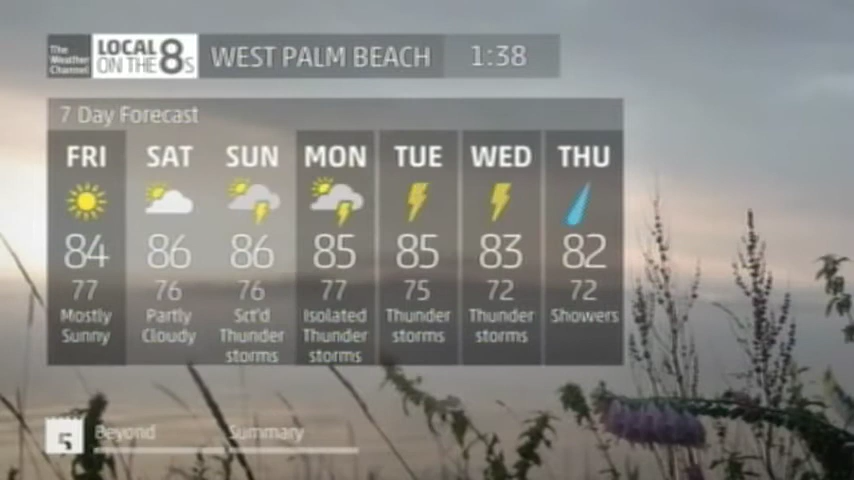 The
Weather
Channel
LOCAL
ON THE 8s
WEST PALM BEACH
1:38
7 Day Forecast
FRI SAT SUN MON TUE WED THU
84 86 86 85 85 83 82
77 76 76 77 75 72 72
Mostly Sunny
Partly Cloudy
Sct'd Thunder storms
Isolated Thunder storms
Thunder storms
Thunder storms
Showers
5
Beyond
Summary